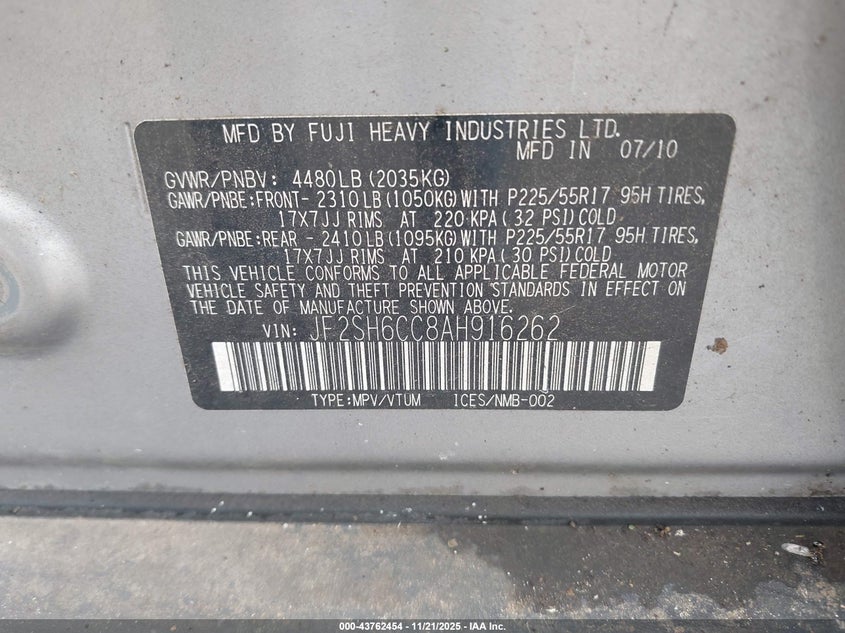 MFD BY FUJI HEAVY INDUSTRIES LTD.
MFD IN 07/10
GVWR/PNBV: 4480LB (2035KG)
GAWR/PNBE:FRONT- 2310LB (1050KG) WITH P225/55R17 95H TIRES,
17X7JJ RIMS AT 220 KPA ( 32 PSI) COLD
GAWR/PNBE:REAR - 2410LB (1095KG) WITH P225/55R17 95H TIRES,
17X7JJ RIMS AT 210 KPA ( 30 PSI) COLD
THIS VEHICLE CONFORMS TO ALL APPLICABLE FEDERAL MOTOR
VEHICLE SAFETY AND THEFT PREVENTION STANDARDS IN EFFECT ON
THE DATE OF MANUFACTURE SHOWN ABOVE.
VIN: JF2SH6CC8AH916262
TYPE:MPV/VTUM ICES/NMB-002
000-43762454 - 11/21/2025 - IAA Inc.